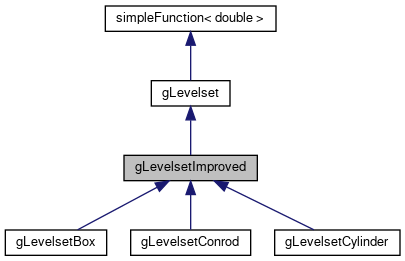 simpleFunction< double >
gLevelset
gLevelsetImproved
gLevelsetBox
gLevelsetConrod
gLevelsetCylinder